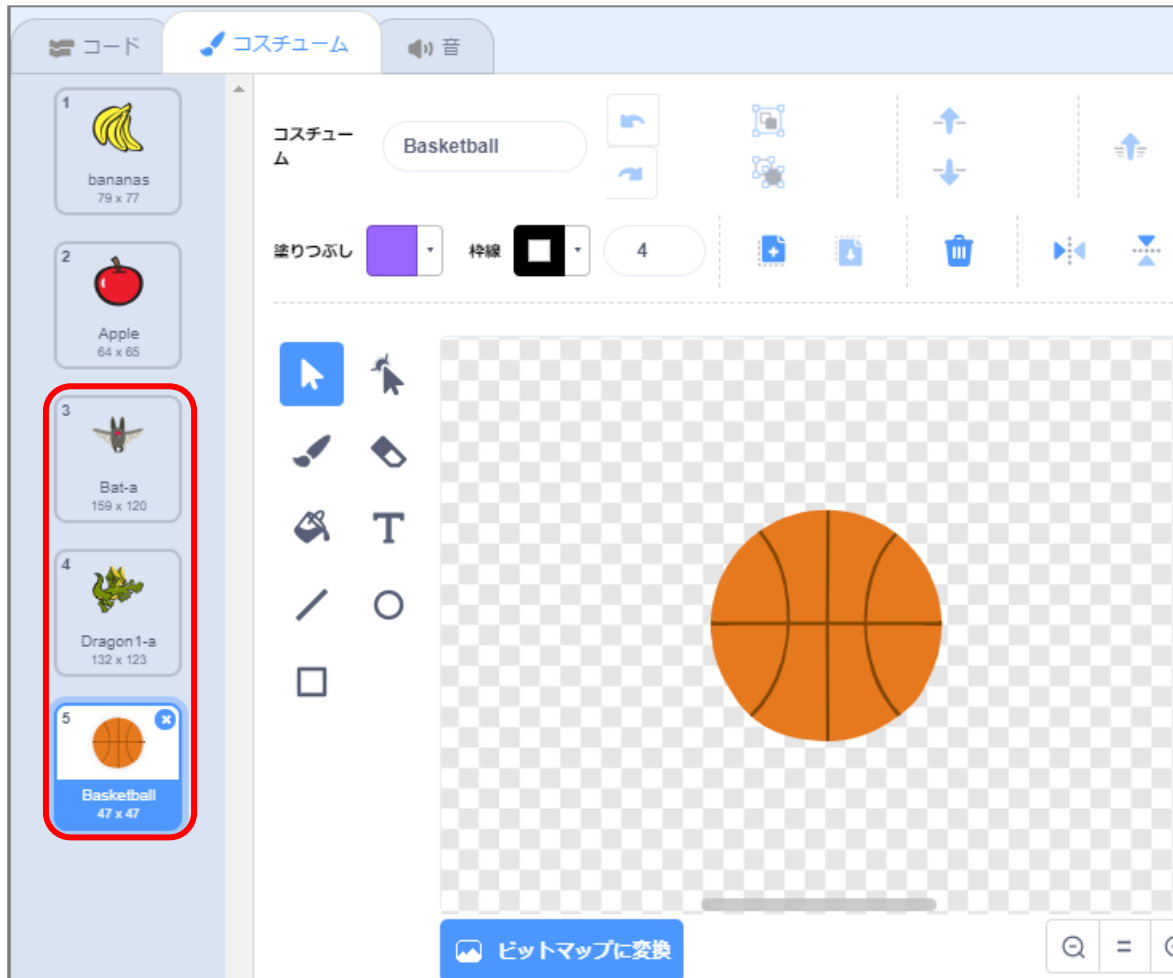 コード
コスチューム
音
1
bananas
79 x 77
2
Apple
64 x 65
3
Bat-a
159 x 120
4
Dragon1-a
132 x 123
5
Basketball
47 x 47
コスチュー
ム
Basketball
塗りつぶし
枠線
4
T
ビットマップに変換